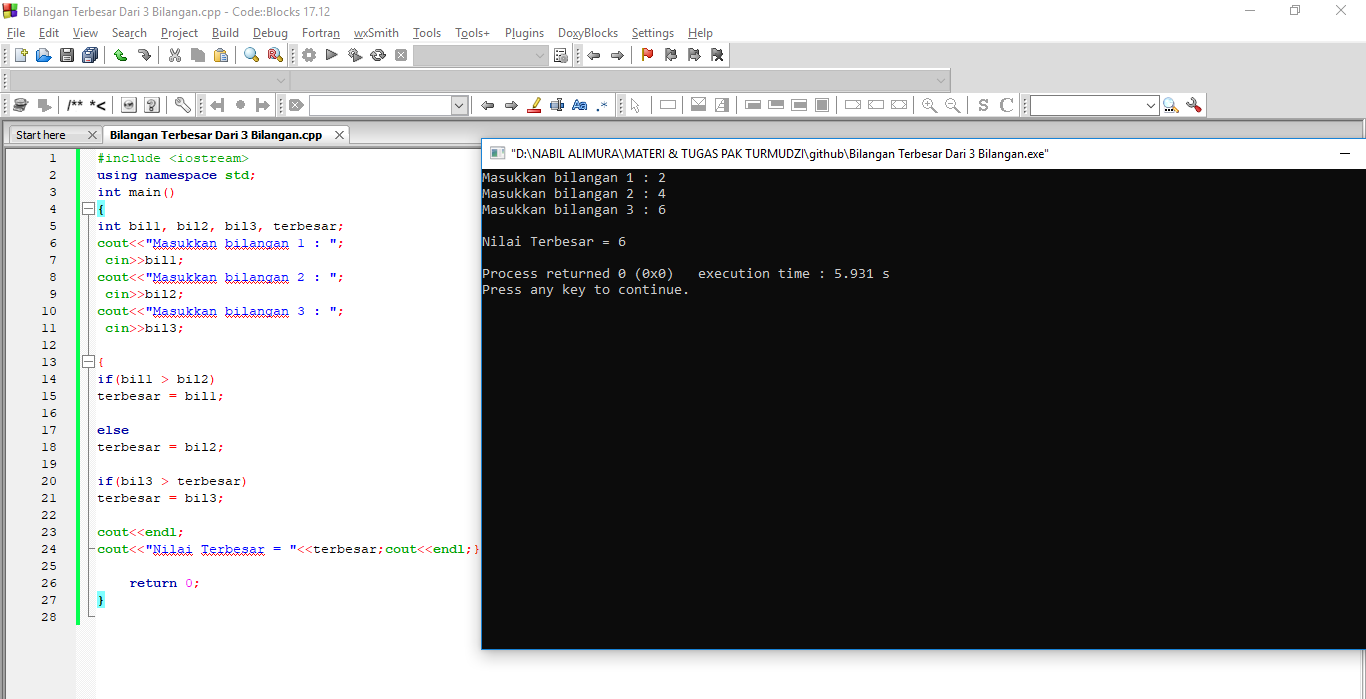 Bilangan Terbesar Dari 3 Bilangan.cpp - Code::Blocks 17.12
File Edit View Search Project Build Debug Fortran wxSmith Tools Tools+ Plugins DoxyBlocks Settings Help
/** *<
Aa .*
S C
Start here Bilangan Terbesar Dari 3 Bilangan.cpp
1 #include <iostream>
2 using namespace std;
3 int main()
4 {
5 int bil1, bil2, bil3, terbesar;
6 cout<<"Masukkan bilangan 1 : ";
7 cin>>bil1;
8 cout<<"Masukkan bilangan 2 : ";
9 cin>>bil2;
10 cout<<"Masukkan bilangan 3 : ";
11 cin>>bil3;
12
13 {
14 if(bil1 > bil2)
15 terbesar = bil1;
16
17 else
18 terbesar = bil2;
19
20 if(bil3 > terbesar)
21 terbesar = bil3;
22
23 cout<<endl;
24 cout<<"Nilai Terbesar = "<<terbesar;cout<<endl;}
25
26 return 0;
27 }
28
"D:\NABIL ALIMURA\MATERI & TUGAS PAK TURMUDZI\github\Bilangan Terbesar Dari 3 Bilangan.exe"
Masukkan bilangan 1 : 2
Masukkan bilangan 2 : 4
Masukkan bilangan 3 : 6
Nilai Terbesar = 6
Process returned 0 (0x0) execution time : 5.931 s
Press any key to continue.